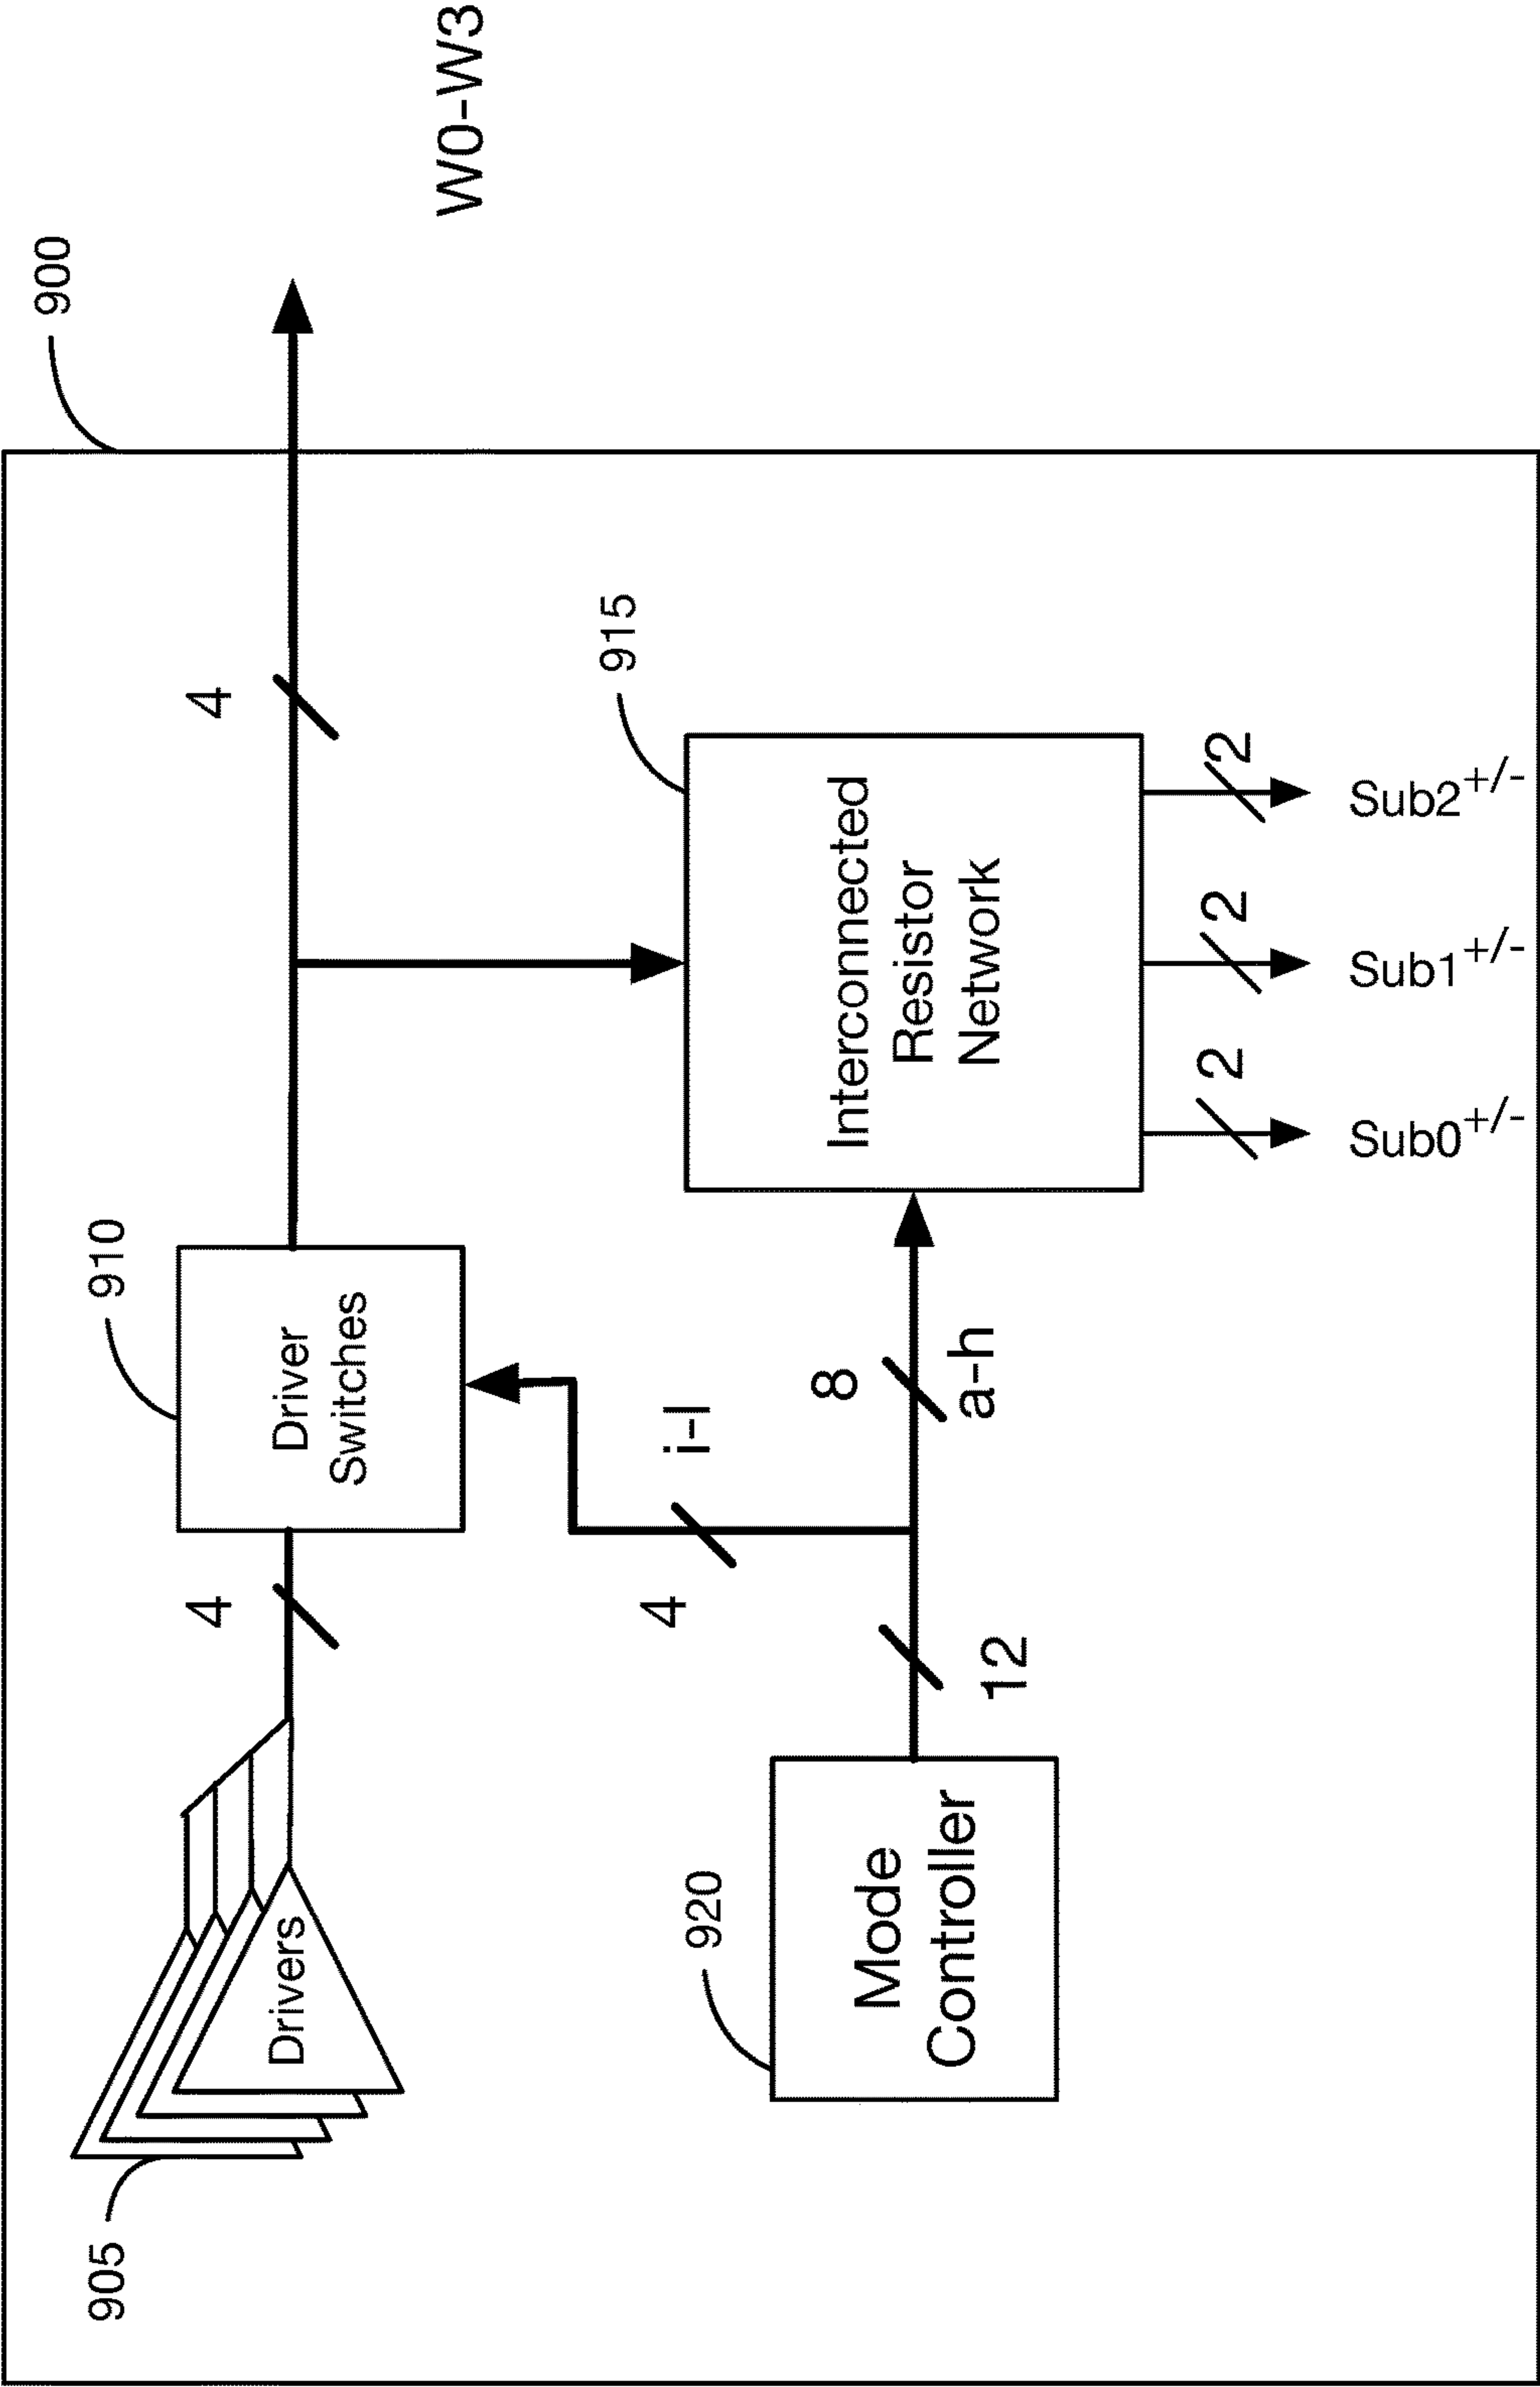 900
W0-W3
905
Drivers
4
910
Driver
Switches
4
4
i-l
920
Mode
Controller
12
8
a-h
915
Interconnected
Resistor
Network
2
2
2
Sub0+/-
Sub1+/-
Sub2+/-